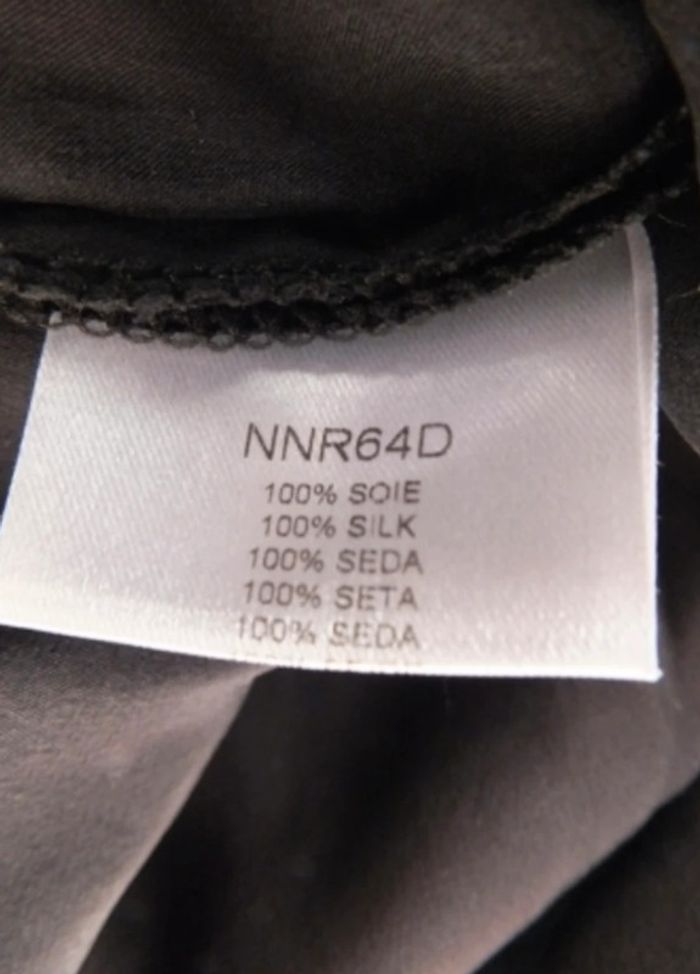 NNR64D
100% SOIE
100% SILK
100% SEDA
100% SETA
100% SEDA